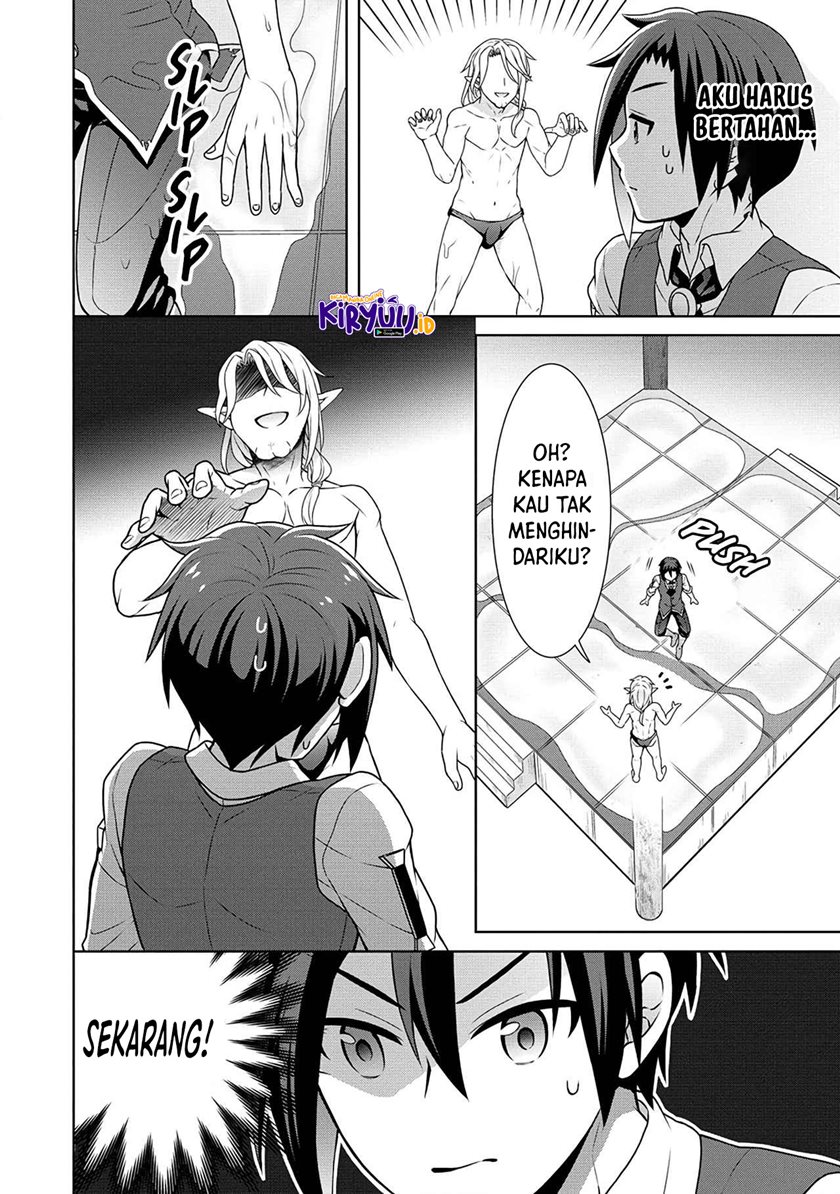 AKU HARUS
BERTAHAN...
SLIP SLIP
KIRYUU.ID
OH?
KENAPA
KAU TAK
MENGHIN-
DARIKU?
PUSH
SEKARANG!